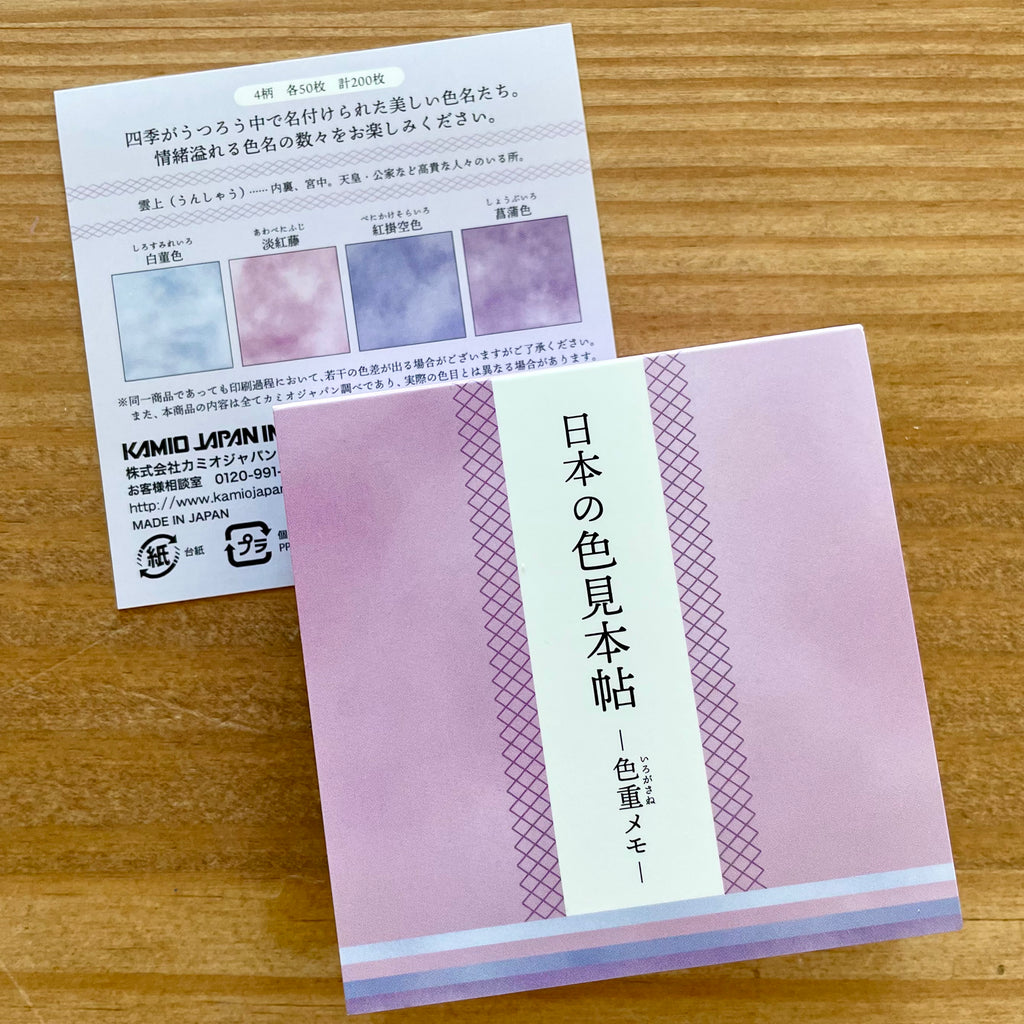 4柄 各50枚 計200枚
四季がうつろう中で名付けられた美しい色名たち。
情緒溢れる色名の数々をお楽しみください。
雲上（うんしゃう）……内裏、宮中。天皇・公家など高貴な人々のいる所。
しろすみれいろ
白菫色
あわべにふじ
淡紅藤
べにかけそらいろ
紅掛空色
しょうぶいろ
菖蒲色
※同一商品であっても印刷過程において、若干の色差が出る場合がございますがご了承ください。
また、本商品の内容は全てカミオジャパン調べであり、実際の色目とは異なる場合があります。
KAMIO JAPAN IN
株式会社カミオジャパン
お客様相談室 0120-991-
http://www.kamiojapan
MADE IN JAPAN
紙 台紙
プラ 個
PP
日本の色見本帖
―色重メモ―
いろがさね